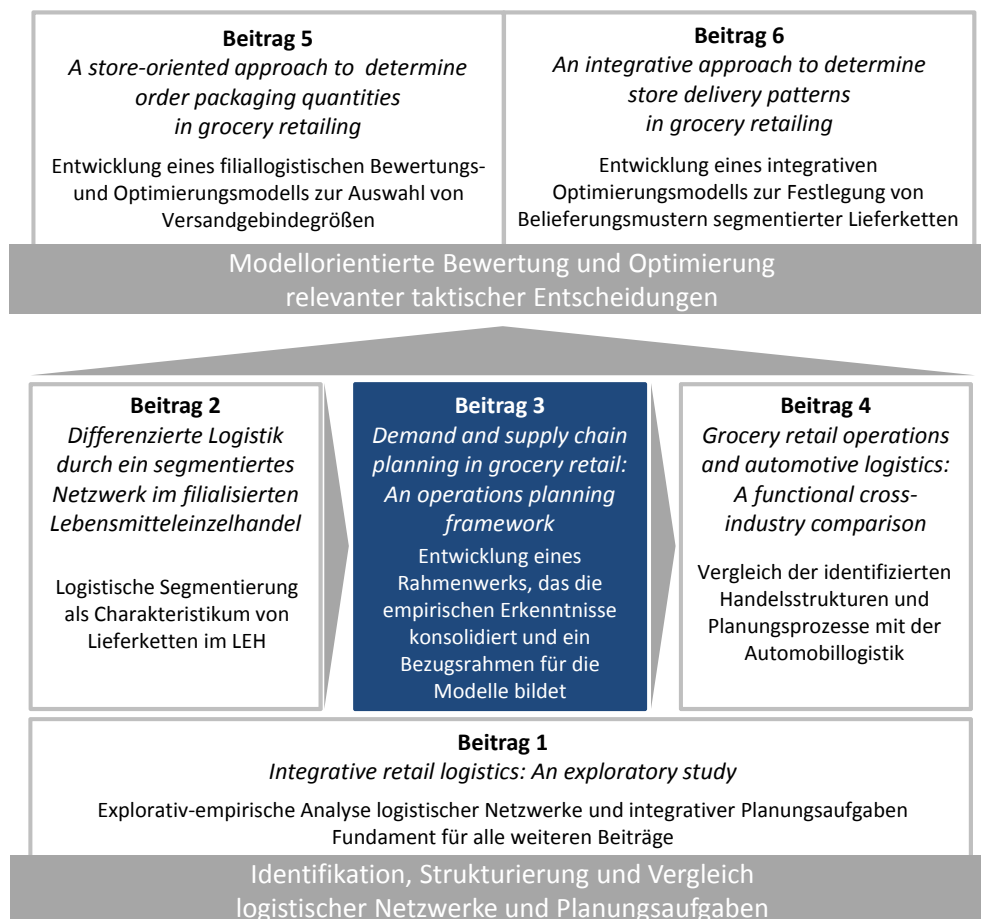 Beitrag 5
A store-oriented approach to determine
order packaging quantities
in grocery retailing
Entwicklung eines filiallogistischen Bewertungs-
und Optimierungsmodells zur Auswahl von
Versandgebindegrößen
Beitrag 6
An integrative approach to determine
store delivery patterns
in grocery retailing
Entwicklung eines integrativen
Optimierungsmodells zur Festlegung von
Belieferungsmustern segmentierter Lieferketten
Modellorientierte Bewertung und Optimierung
relevanter taktischer Entscheidungen
Beitrag 2
Differenzierte Logistik
durch ein segmentiertes
Netzwerk im filialisierten
Lebensmitteleinzelhandel
Logistische Segmentierung
als Charakteristikum von
Lieferketten im LEH
Beitrag 3
Demand and supply chain
planning in grocery retail:
An operations planning
framework
Entwicklung eines
Rahmenwerks, das die
empirischen Erkenntnisse
konsolidiert und ein
Bezugsrahmen für die
Modelle bildet
Beitrag 4
Grocery retail operations
and automotive logistics:
A functional cross-
industry comparison
Vergleich der identifizierten
Handelsstrukturen und
Planungsprozesse mit der
Automobillogistik
Beitrag 1
Integrative retail logistics: An exploratory study
Explorativ-empirische Analyse logistischer Netzwerke und integrativer Planungsaufgaben
Fundament für alle weiteren Beiträge
Identifikation, Strukturierung und Vergleich
logistischer Netzwerke und Planungsaufgaben